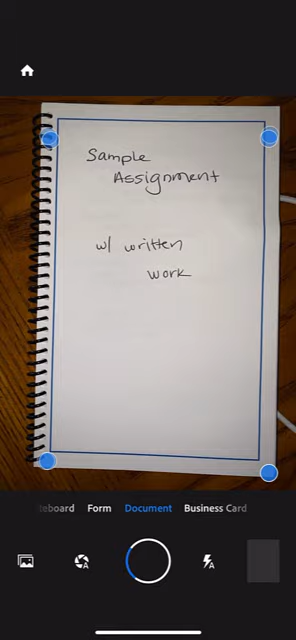 Sample
Assignment
w/ written
work
teboard Form Document Business Card
A
A